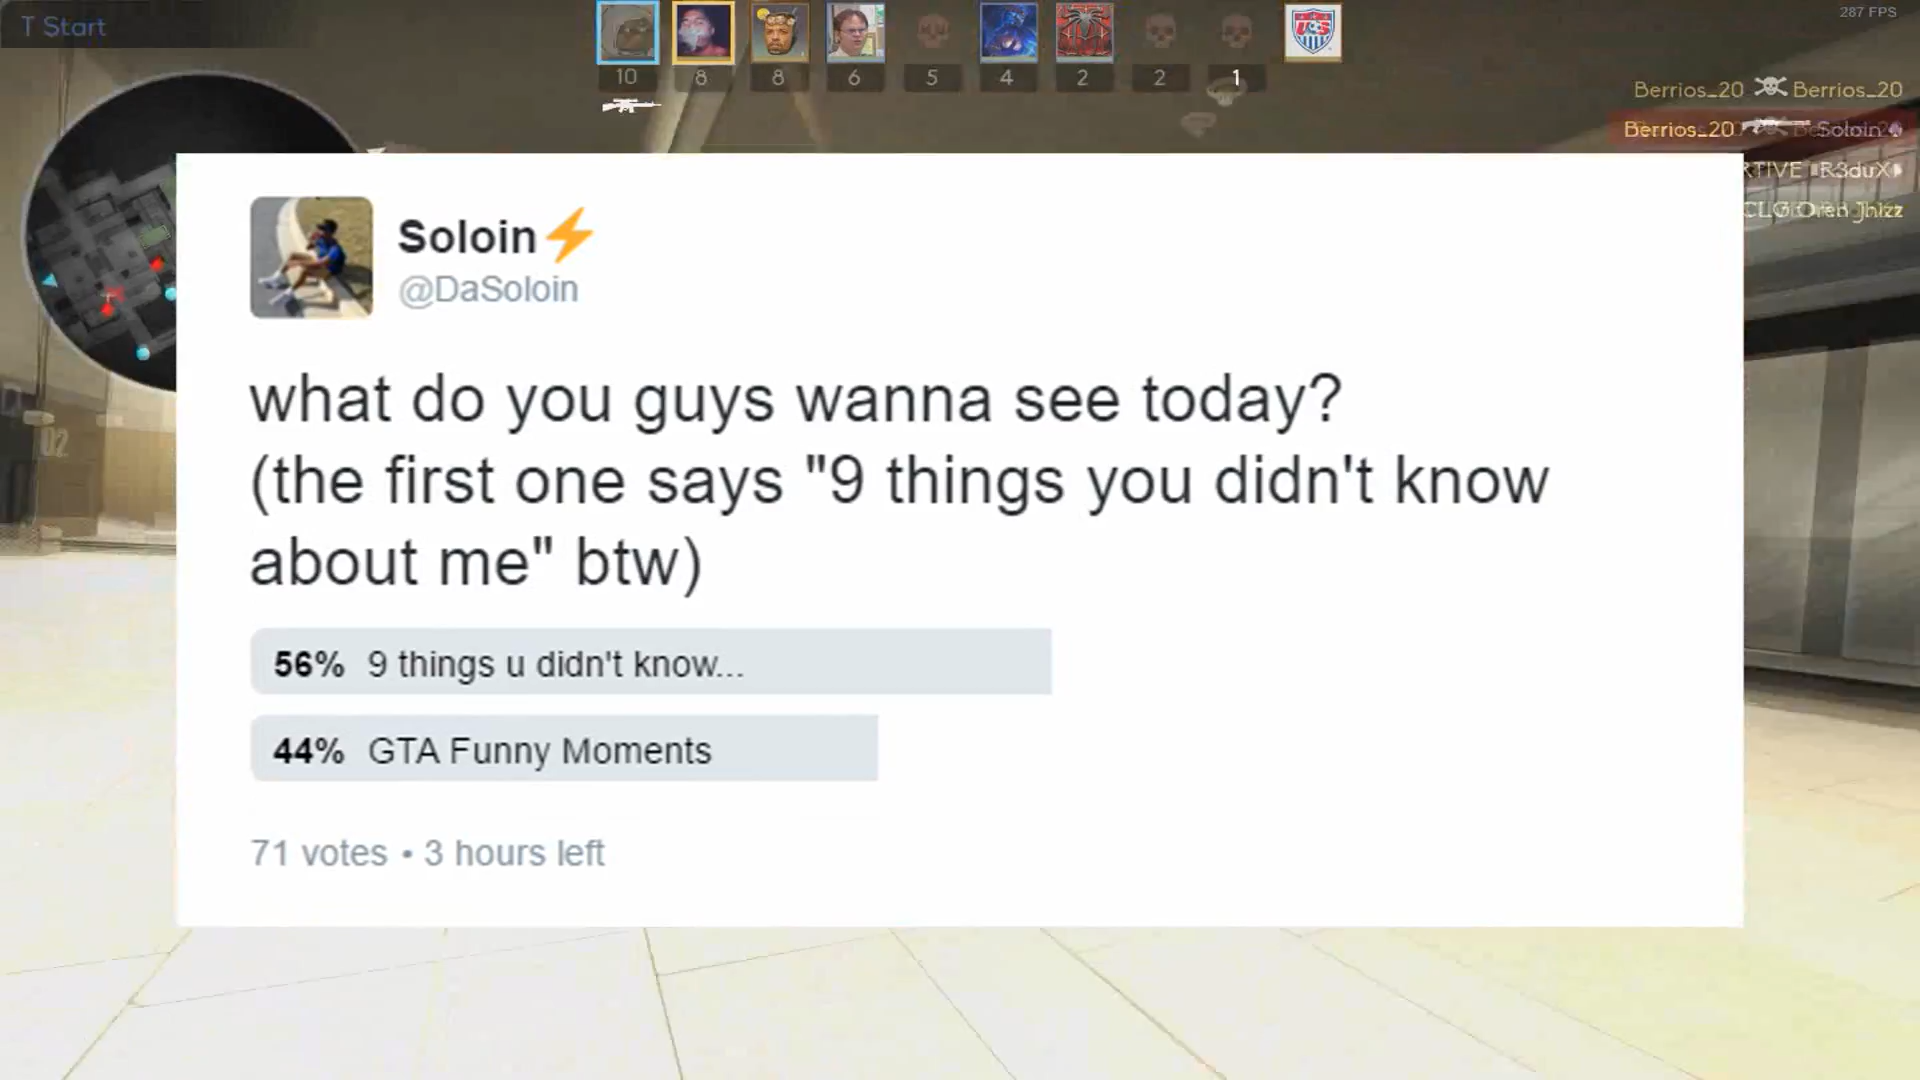 T Start
287 FPS
10 8 8 6 5 4 2 2 1
Berrios_20 Berrios_20
Berrios_20 Soloin
R3duX
02
Soloin⚡
@DaSoloin
what do you guys wanna see today?
(the first one says "9 things you didn't know
about me" btw)
56% 9 things u didn't know...
44% GTA Funny Moments
71 votes • 3 hours left